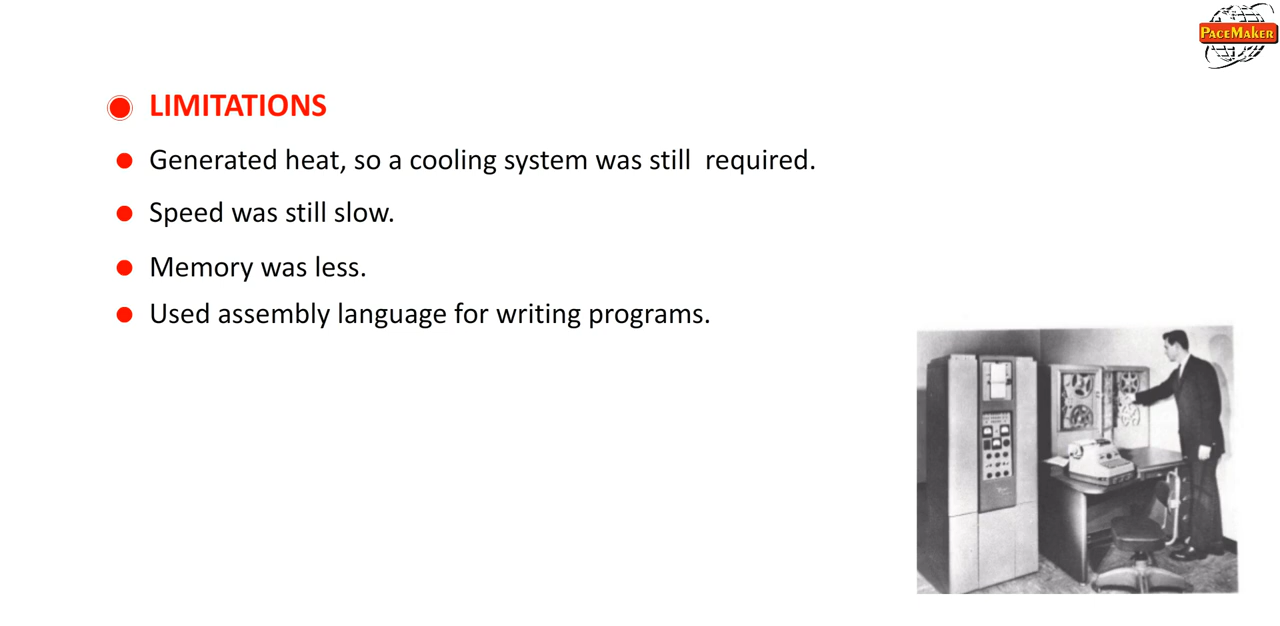 PACEMAKER
LIMITATIONS
Generated heat, so a cooling system was still  required.
Speed was still slow.
Memory was less.
Used assembly language for writing programs.